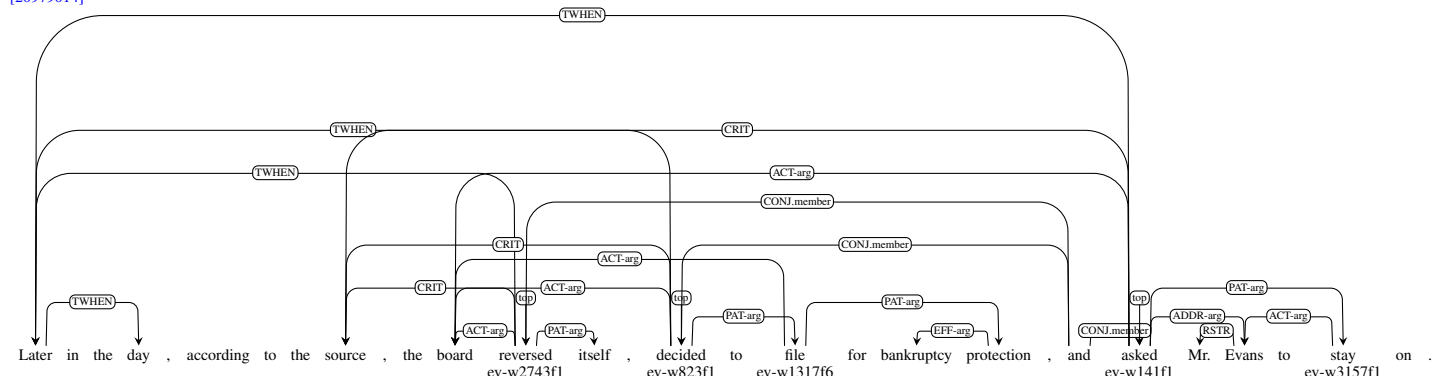 TWHEN
TWHEN CRIT
TWHEN ACT-arg
CONJ.member
CRIT CONJ.member
ACT-arg
CRIT ACT-arg PAT-arg
TWHEN top top top
PAT-arg PAT-arg ADDR-arg ACT-arg
ACT-arg PAT-arg EFF-arg CONJ.member RSTR
Later in the day , according to the source , the board reversed itself , decided to file for bankruptcy protection , and asked Mr. Evans to stay on .
ev-w2743f1 ev-w823f1 ev-w1317f6 ev-w141f1 ev-w3157f1